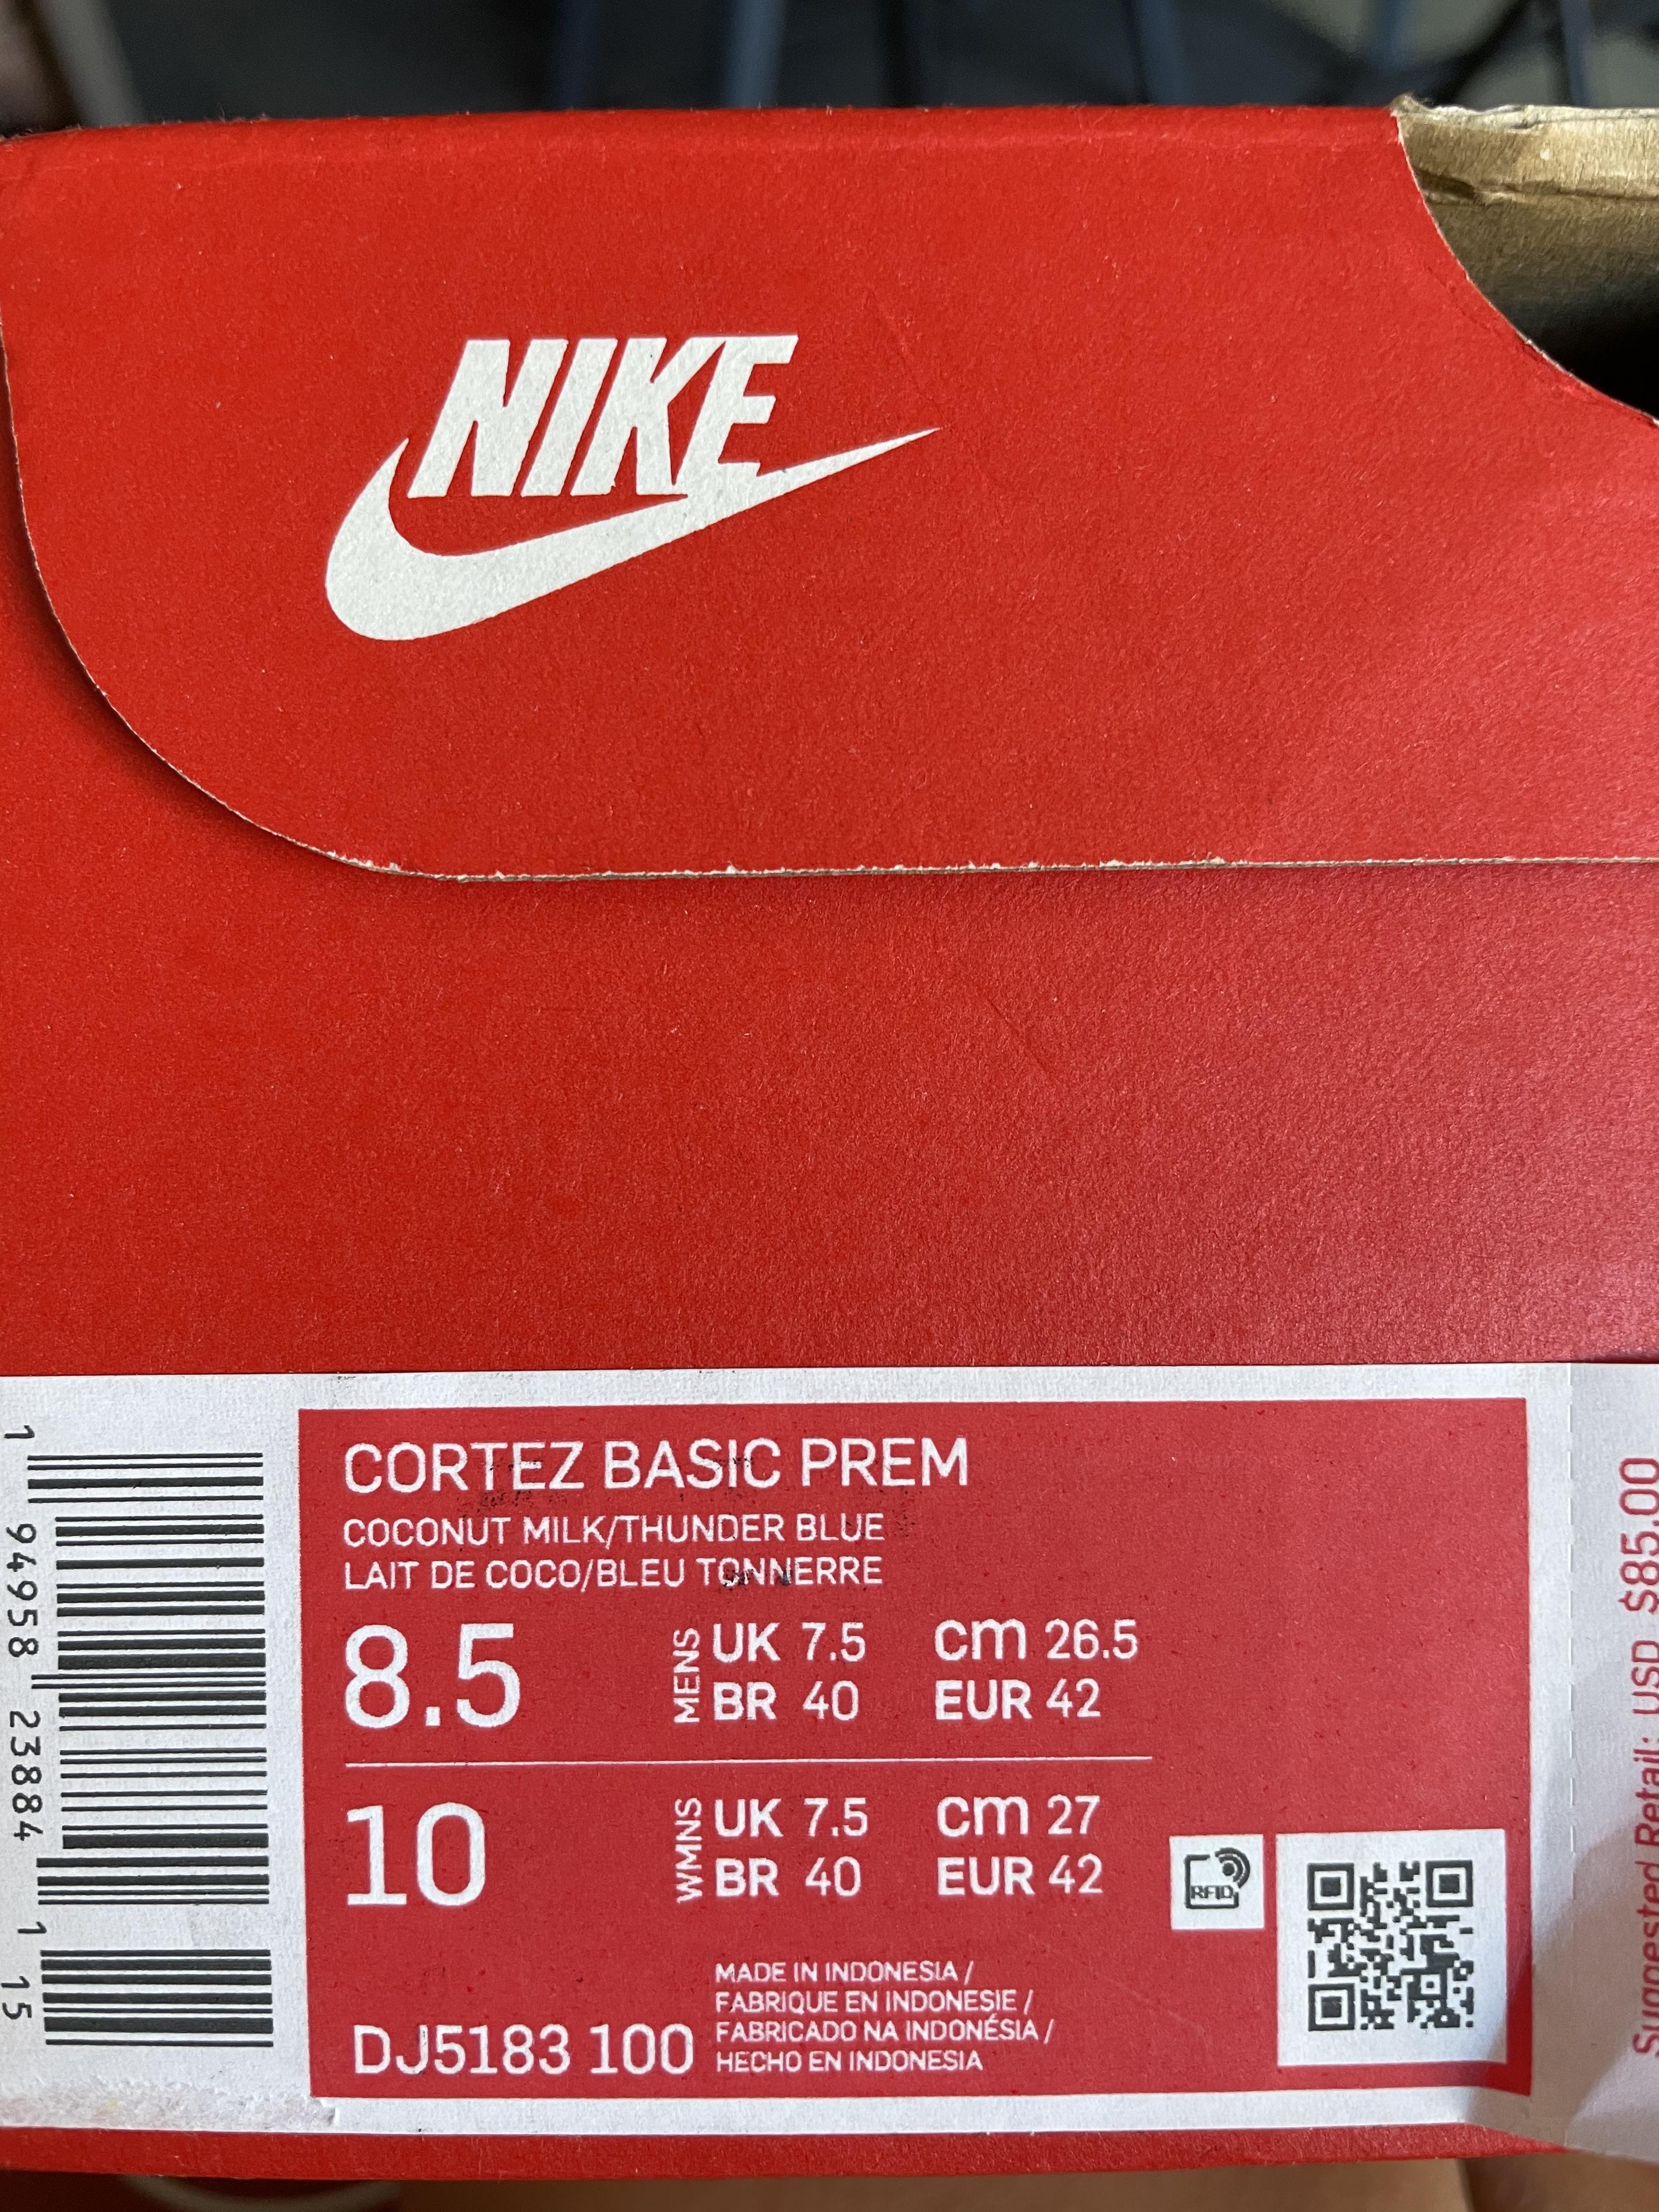 NIKE
CORTEZ BASIC PREM
COCONUT MILK/THUNDER BLUE
LAIT DE COCO/BLEU TONNERRE
8.5
MENS
UK 7.5 cm 26.5
BR 40 EUR 42
10
WMNS
UK 7.5 cm 27
BR 40 EUR 42
RFID
DJ5183 100
MADE IN INDONESIA /
FABRIQUE EN INDONESIE /
FABRICADO NA INDONÉSIA /
HECHO EN INDONESIA
1 94958 23884 1 15
Suggested Retail: USD $85.00